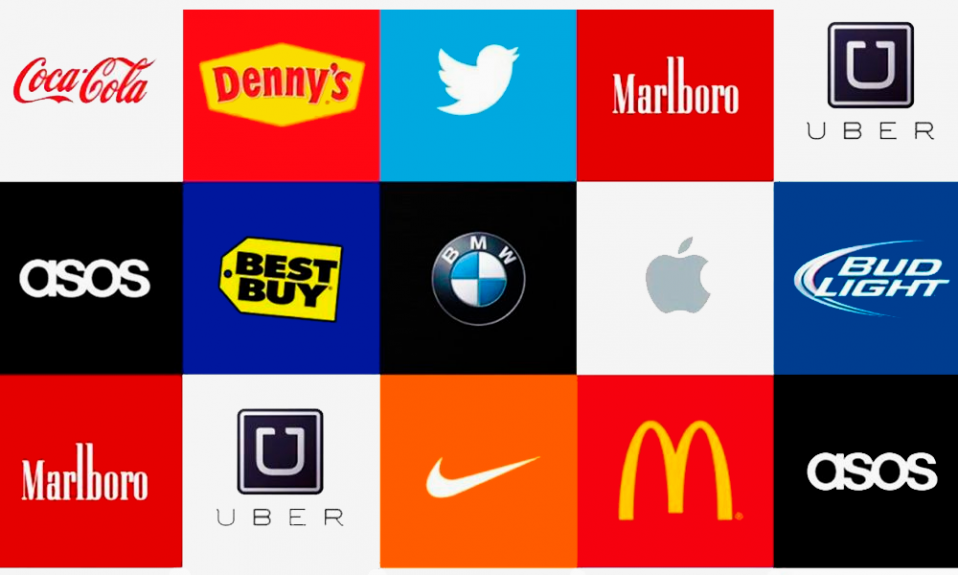 Coca-Cola
Denny's
Marlboro
U
UBER
asos
BEST
BUY
BMW
BUD
LIGHT
Marlboro
U
UBER
M
asos